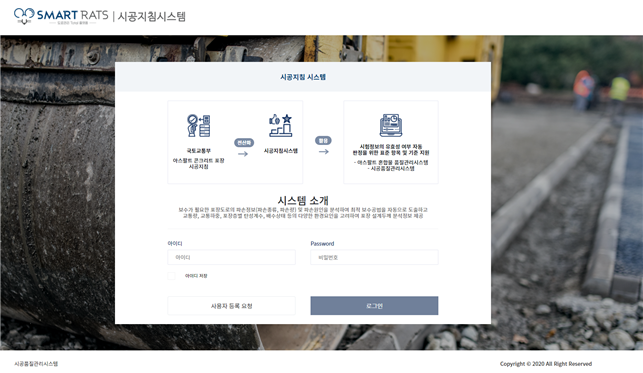 SMART RATS | 시공지침시스템
시공지침 시스템
국토교통부
아스팔트 콘크리트 포장
시공지침
전산화
시공지침시스템
활용
시험정보의 유효성 여부 자동
판정을 위한 표준 항목 및 기준 지원
- 아스팔트 혼합물 품질관리시스템
- 시공품질관리시스템
시스템 소개
보수가 필요한 포장도로의 파손정보(파손종류, 파손량) 및 파손원인을 분석하여 최적 보수공법을 자동으로 도출하고
교통량, 교통하중, 포장층별 탄성계수, 배수상태 등의 다양한 환경요인을 고려하여 포장 설계두께 분석정보 제공
아이디
Password
아이디
비밀번호
아이디 저장
사용자 등록 요청
로그인
시공품질관리시스템
Copyright © 2020 All Right Reserved